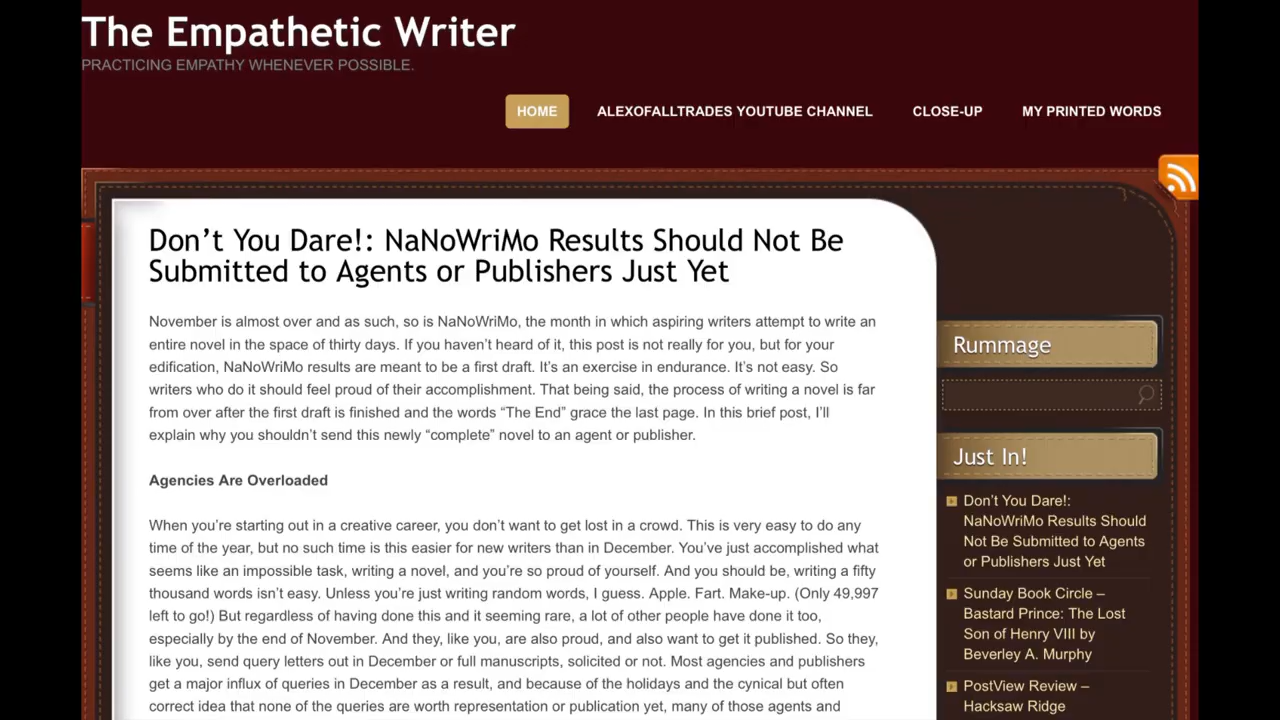 The Empathetic Writer
PRACTICING EMPATHY WHENEVER POSSIBLE.
HOME ALEXOFALLTRADES YOUTUBE CHANNEL CLOSE-UP MY PRINTED WORDS
Don’t You Dare!: NaNoWriMo Results Should Not Be
Submitted to Agents or Publishers Just Yet
November is almost over and as such, so is NaNoWriMo, the month in which aspiring writers attempt to write an
entire novel in the space of thirty days. If you haven’t heard of it, this post is not really for you, but for your
edification, NaNoWriMo results are meant to be a first draft. It’s an exercise in endurance. It’s not easy. So
writers who do it should feel proud of their accomplishment. That being said, the process of writing a novel is far
from over after the first draft is finished and the words “The End” grace the last page. In this brief post, I’ll
explain why you shouldn’t send this newly “complete” novel to an agent or publisher.
Agencies Are Overloaded
When you’re starting out in a creative career, you don’t want to get lost in a crowd. This is very easy to do any
time of the year, but no such time is this easier for new writers than in December. You’ve just accomplished what
seems like an impossible task, writing a novel, and you’re so proud of yourself. And you should be, writing a fifty
thousand words isn’t easy. Unless you’re just writing random words, I guess. Apple. Fart. Make-up. (Only 49,997
left to go!) But regardless of having done this and it seeming rare, a lot of other people have done it too,
especially by the end of November. And they, like you, are also proud, and also want to get it published. So they,
like you, send query letters out in December or full manuscripts, solicited or not. Most agencies and publishers
get a major influx of queries in December as a result, and because of the holidays and the cynical but often
correct idea that none of the queries are worth representation or publication yet, many of those agents and
Rummage
Just In!
Don’t You Dare!:
NaNoWriMo Results Should
Not Be Submitted to Agents
or Publishers Just Yet
Sunday Book Circle –
Bastard Prince: The Lost
Son of Henry VIII by
Beverley A. Murphy
PostView Review –
Hacksaw Ridge